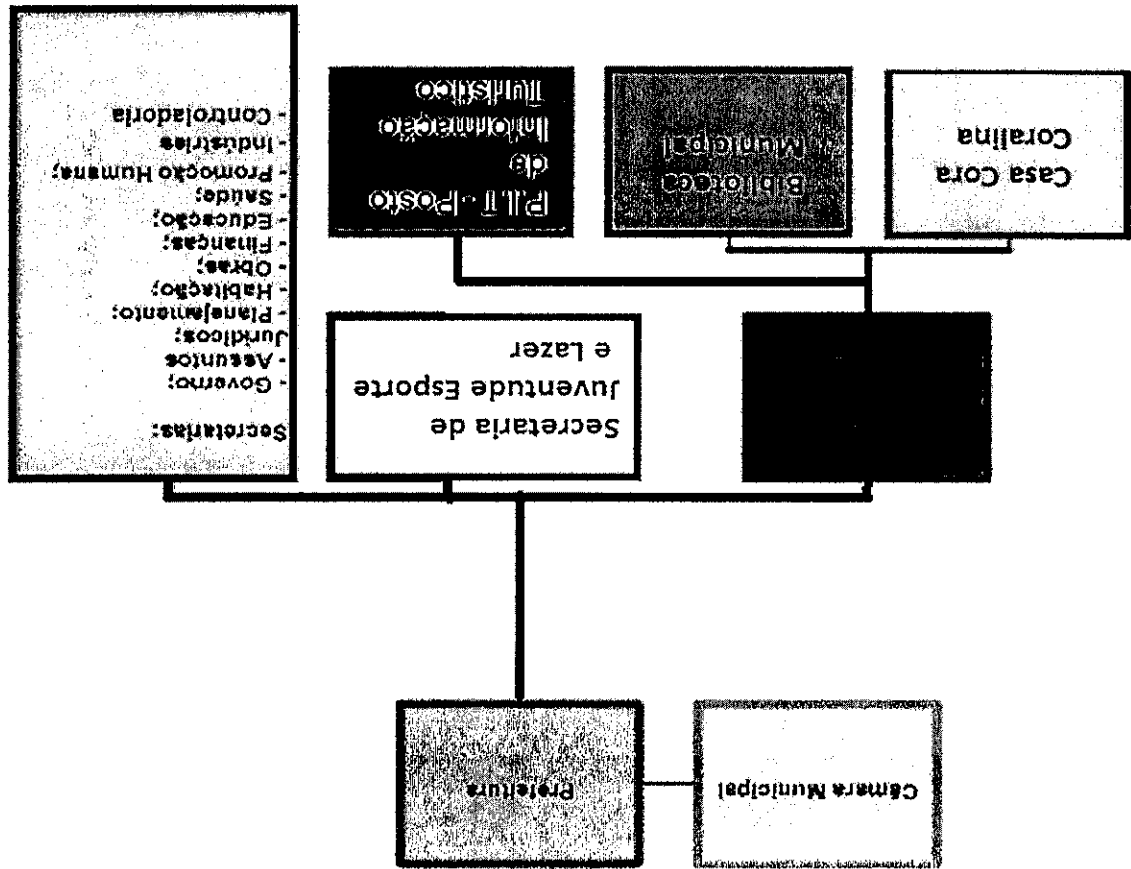 Câmara Municipal
Prefeitura
Secretaria de
Juventude Esporte
e Lazer
Secretarias:
- Governo;
- Assuntos
Jurídicos;
- Planejamento;
- Habitação;
- Obras;
- Finanças;
- Educação;
- Saúde;
- Promoção Humana;
- Indústries
- Controladoria
Casa Cora
Coralina
Biblioteca
Municipal
P.I.T - Posto
de
Informação
Turístico